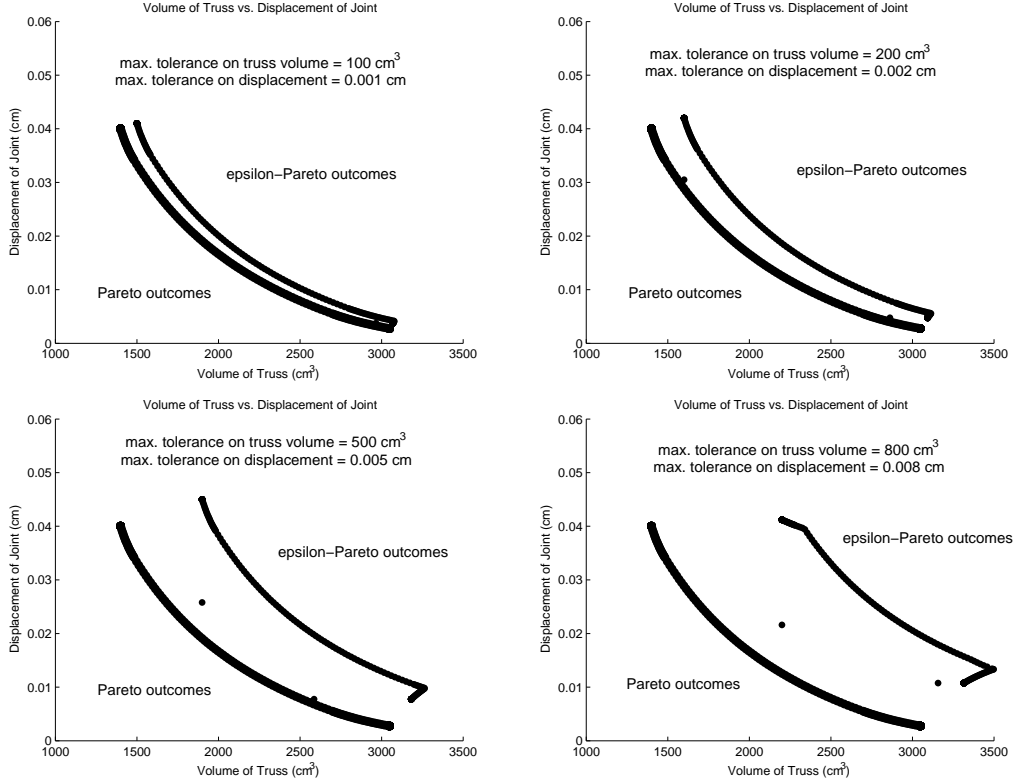 Volume of Truss vs. Displacement of Joint
0.06
0.05
0.04
0.03
0.02
0.01
0
Displacement of Joint (cm)
max. tolerance on truss volume = 100 cm³
max. tolerance on displacement = 0.001 cm
epsilon−Pareto outcomes
Pareto outcomes
1000 1500 2000 2500 3000 3500
Volume of Truss (cm³)
Volume of Truss vs. Displacement of Joint
0.06
0.05
0.04
0.03
0.02
0.01
0
Displacement of Joint (cm)
max. tolerance on truss volume = 200 cm³
max. tolerance on displacement = 0.002 cm
epsilon−Pareto outcomes
Pareto outcomes
1000 1500 2000 2500 3000 3500
Volume of Truss (cm³)
Volume of Truss vs. Displacement of Joint
0.06
0.05
0.04
0.03
0.02
0.01
0
Displacement of Joint (cm)
max. tolerance on truss volume = 500 cm³
max. tolerance on displacement = 0.005 cm
epsilon−Pareto outcomes
Pareto outcomes
1000 1500 2000 2500 3000 3500
Volume of Truss (cm³)
Volume of Truss vs. Displacement of Joint
0.06
0.05
0.04
0.03
0.02
0.01
0
Displacement of Joint (cm)
max. tolerance on truss volume = 800 cm³
max. tolerance on displacement = 0.008 cm
epsilon−Pareto outcomes
Pareto outcomes
1000 1500 2000 2500 3000 3500
Volume of Truss (cm³)